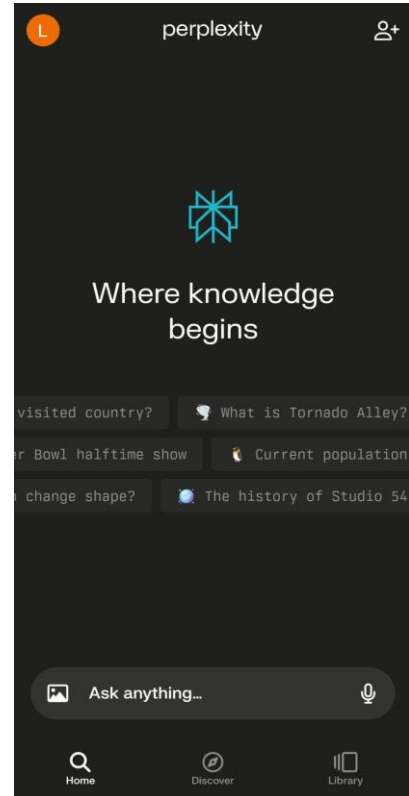 L
perplexity
Where knowledge
begins
visited country?
What is Tornado Alley?
Bowl halftime show
Current population
change shape?
The history of Studio 54
Ask anything...
Home
Discover
Library